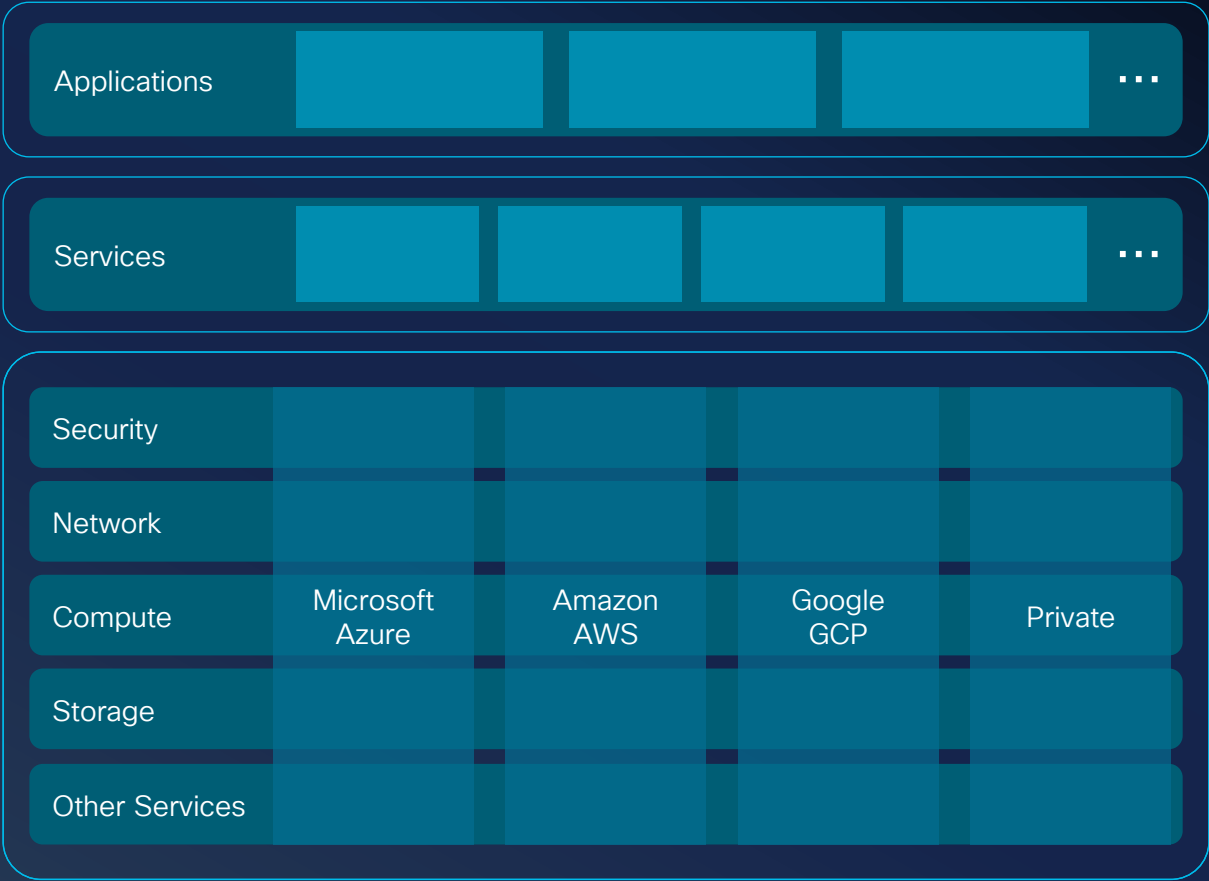 Applications
...
Services
...
Security
Network
Compute
Microsoft
Azure
Amazon
AWS
Google
GCP
Private
Storage
Other Services